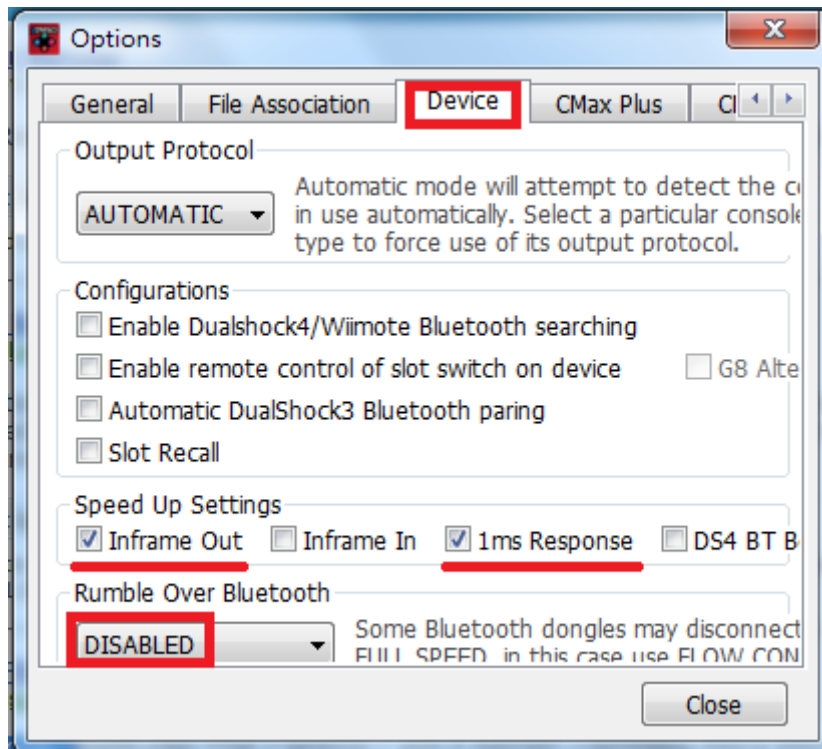 Options
General File Association Device CMax Plus
Output Protocol
AUTOMATIC
Automatic mode will attempt to detect the
in use automatically. Select a particular console
type to force use of its output protocol.
Configurations
Enable Dualshock4/Wiimote Bluetooth searching
Enable remote control of slot switch on device G8 Alte
Automatic DualShock3 Bluetooth paring
Slot Recall
Speed Up Settings
Inframe Out Inframe In 1ms Response DS4 BT B
Rumble Over Bluetooth
DISABLED
Some Bluetooth dongles may disconnect
FULL SPEED, in this case use FLOW CON
Close